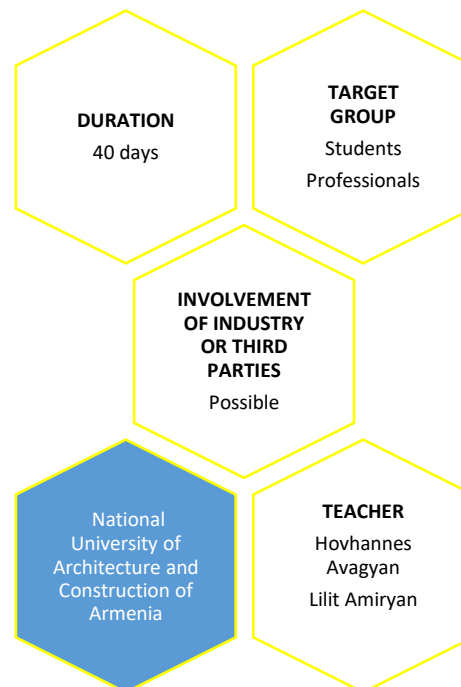 DURATION
40 days
TARGET
GROUP
Students
Professionals
INVOLVEMENT
OF INDUSTRY
OR THIRD
PARTIES
Possible
National
University of
Architecture and
Construction of
Armenia
TEACHER
Hovhannes
Avagyan
Lilit Amiryan